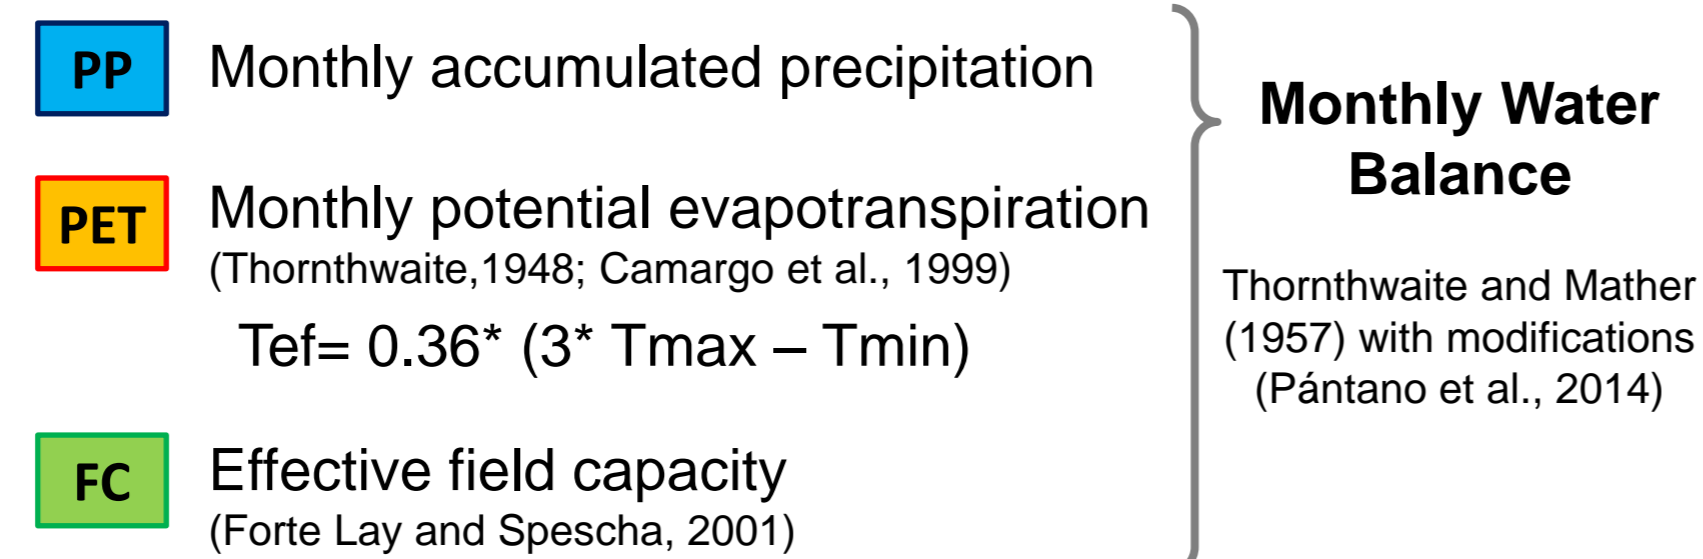 PP Monthly accumulated precipitation
PET Monthly potential evapotranspiration
(Thornthwaite,1948; Camargo et al., 1999)
Tef= 0.36* (3* Tmax – Tmin)
FC Effective field capacity
(Forte Lay and Spescha, 2001)
Monthly Water
Balance
Thornthwaite and Mather
(1957) with modifications
(Pántano et al., 2014)